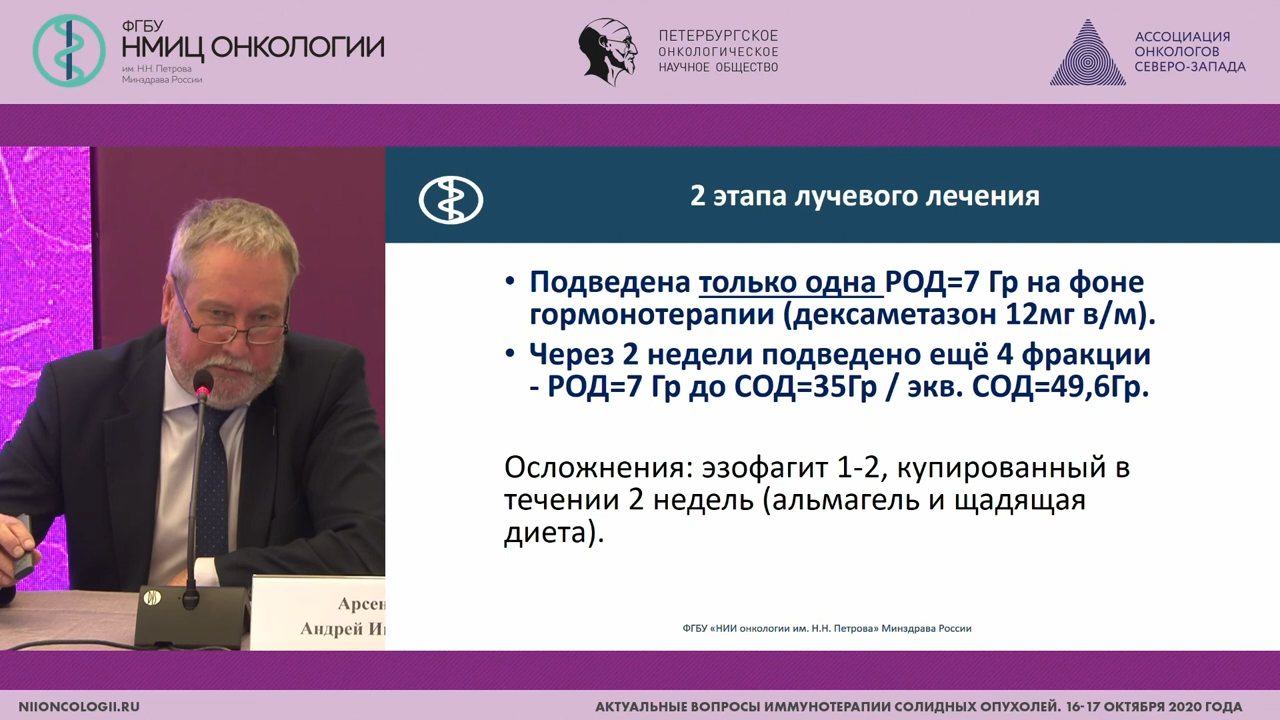 ФГБУ
НМИЦ ОНКОЛОГИИ
им. Н.Н. Петрова
Минздрава России
ПЕТЕРБУРГСКОЕ
ОНКОЛОГИЧЕСКОЕ
НАУЧНОЕ ОБЩЕСТВО
АССОЦИАЦИЯ
ОНКОЛОГОВ
СЕВЕРО-ЗАПАДА
2 этапа лучевого лечения
• Подведена только одна РОД=7 Гр на фоне
гормонотерапии (дексаметазон 12мг в/м).
• Через 2 недели подведено ещё 4 фракции
- РОД=7 Гр до СОД=35Гр / экв. СОД=49,6Гр.
Осложнения: эзофагит 1-2, купированный в
течении 2 недель (альмагель и щадящая
диета).
ФГБУ «НИИ онкологии им. Н.Н. Петрова» Минздрава России
Арсен
Андрей И
NIIONCOLOGII.RU
АКТУАЛЬНЫЕ ВОПРОСЫ ИММУНОТЕРАПИИ СОЛИДНЫХ ОПУХОЛЕЙ. 16-17 ОКТЯБРЯ 2020 ГОДА